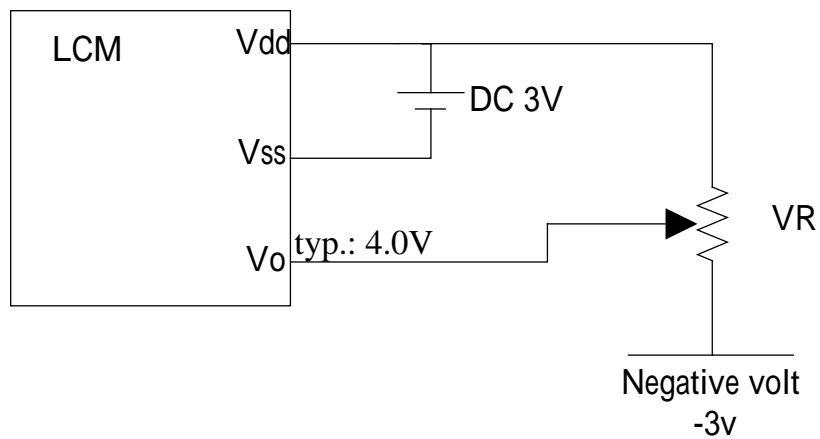 LCM
Vdd
DC 3V
Vss
VR
typ.: 4.0V
Vo
Negative volt
-3v